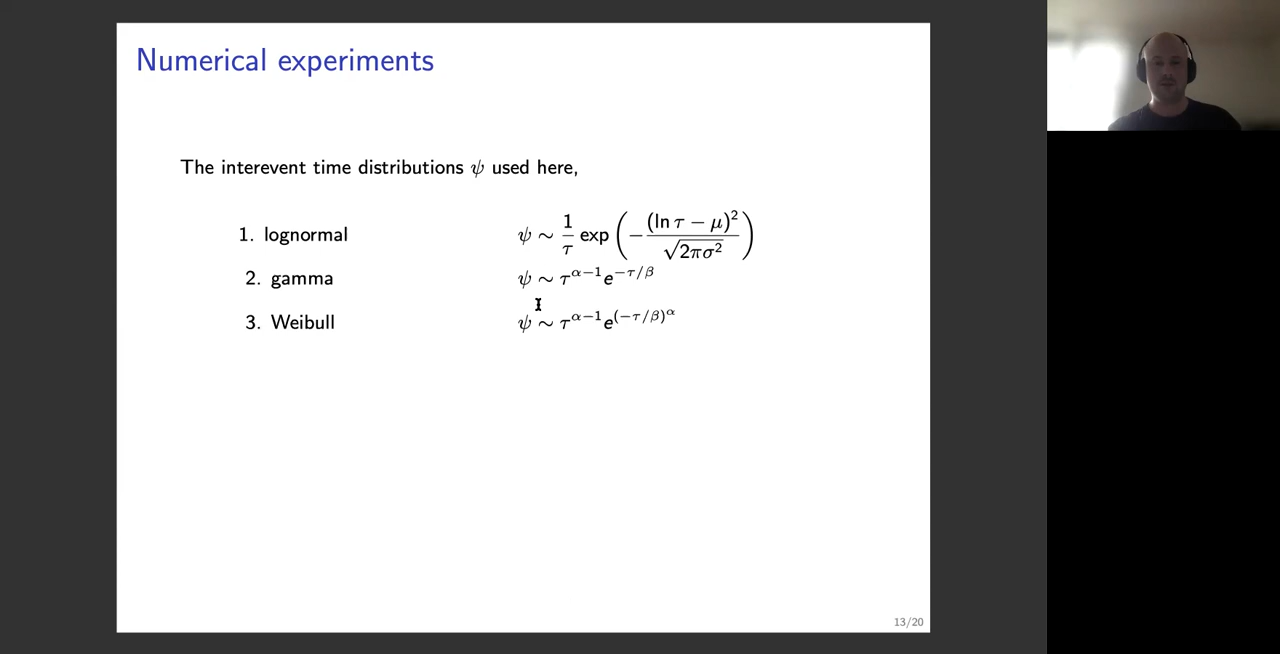 Numerical experiments
The interevent time distributions ψ used here,
1. lognormal ψ ∼ 1/τ exp(−(ln τ − μ)²/√2πσ²)
2. gamma ψ ∼ τ^{α−1}e^{−τ/β}
3. Weibull ψ ∼ τ^{α−1}e^{(−τ/β)^α}
13/20